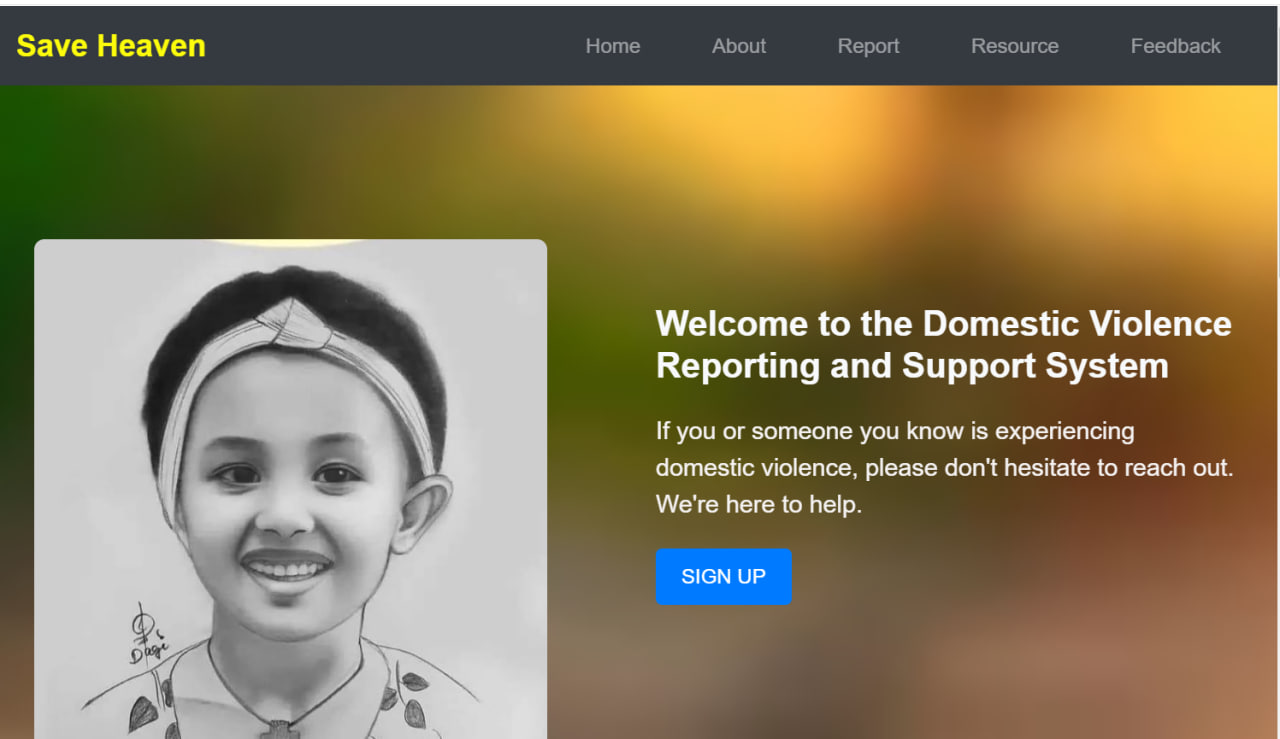 Save Heaven
Home About Report Resource Feedback
Welcome to the Domestic Violence
Reporting and Support System
If you or someone you know is experiencing
domestic violence, please don't hesitate to reach out.
We're here to help.
SIGN UP
Dagi